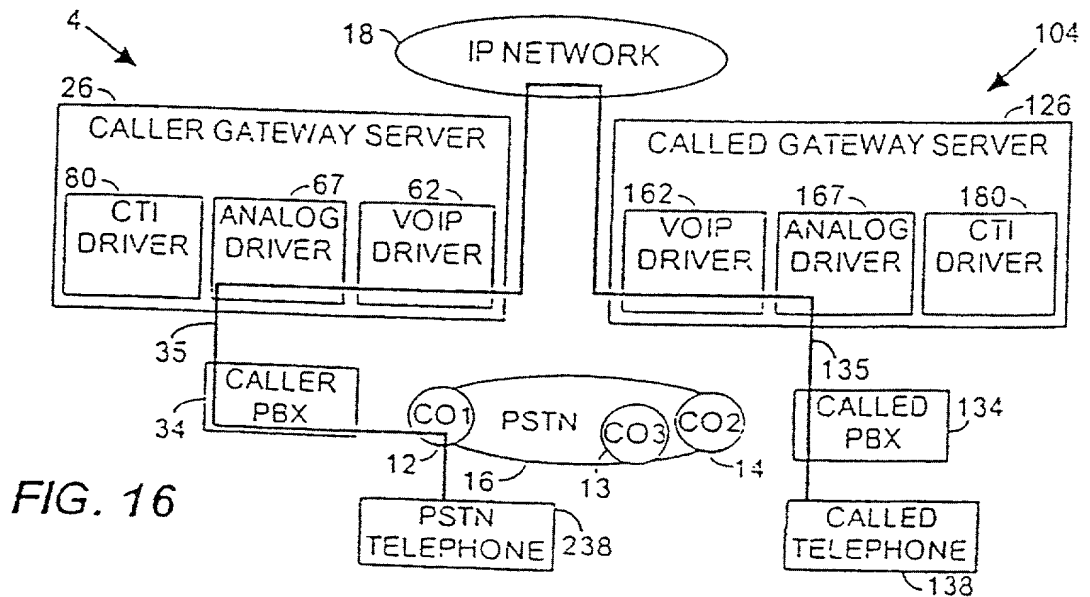 4
18
IP NETWORK
104
26
126
CALLER GATEWAY SERVER
CALLED GATEWAY SERVER
80
67
62
162
167
180
CTI
DRIVER
ANALOG
DRIVER
VOIP
DRIVER
VOIP
DRIVER
ANALOG
DRIVER
CTI
DRIVER
35
135
CALLER
PBX
34
CO1
PSTN
CO3
CO2
CALLED
PBX
134
12
16
13
14
FIG. 16
PSTN
TELEPHONE
238
CALLED
TELEPHONE
138